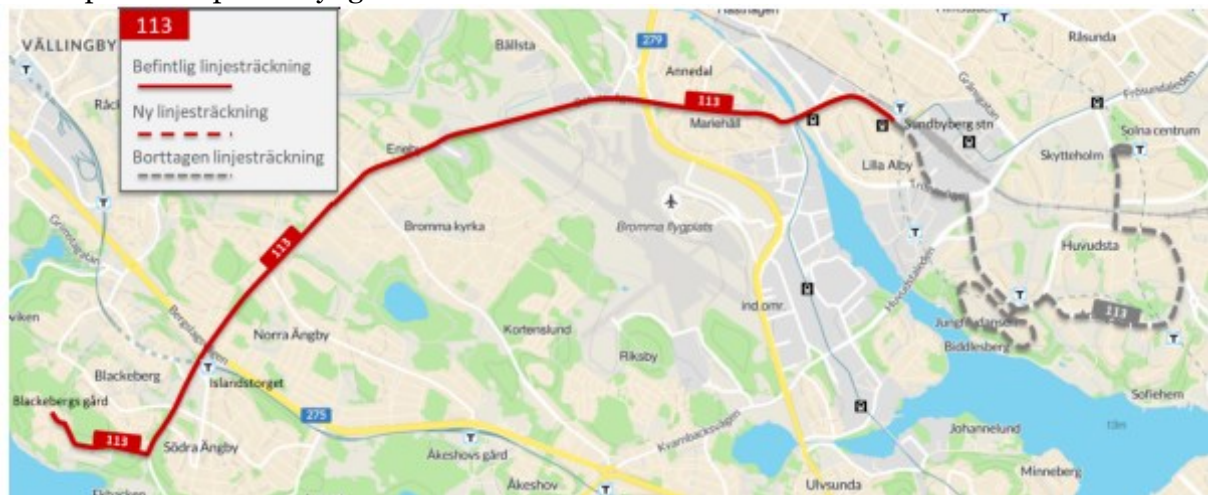 113
Befintlig linjesträckning
Ny linjesträckning
Borttagen linjesträckning
VÄLLINGBY
279
Bällsta
Annedal
Råsunda
Frösundaleden
113
Mariehäll
Sundbyberg stn
Solna centrum
Skytteholm
Lilla Alby
Bromma kyrka
Bromma flygplats
Huvudsta
Huvudstaleden
113
113
ind.omr.
Norra Ängby
Kortenslund
Riksby
Biddlesberg
Bergslagsvägen
Blackeberg
Islandstorget
Blackebergs gård
275
Sofiehem
113
Södra Ängby
Kvarnbacksvägen
Johannelund
Åkeshovs gård
Åkeshov
Ulvsunda
Minneberg